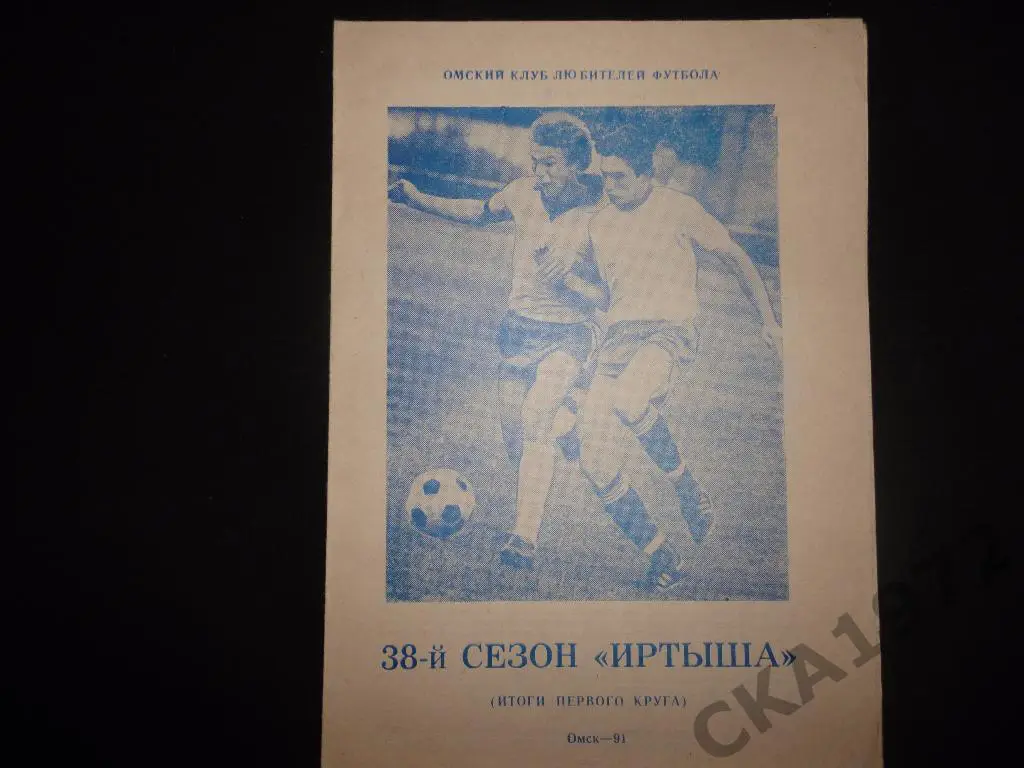 ОМСКИЙ КЛУБ ЛЮБИТЕЛЕЙ ФУТБОЛА
38-й СЕЗОН «ИРТЫША»
(ИТОГИ ПЕРВОГО КРУГА)
Омск—91
СКА1972